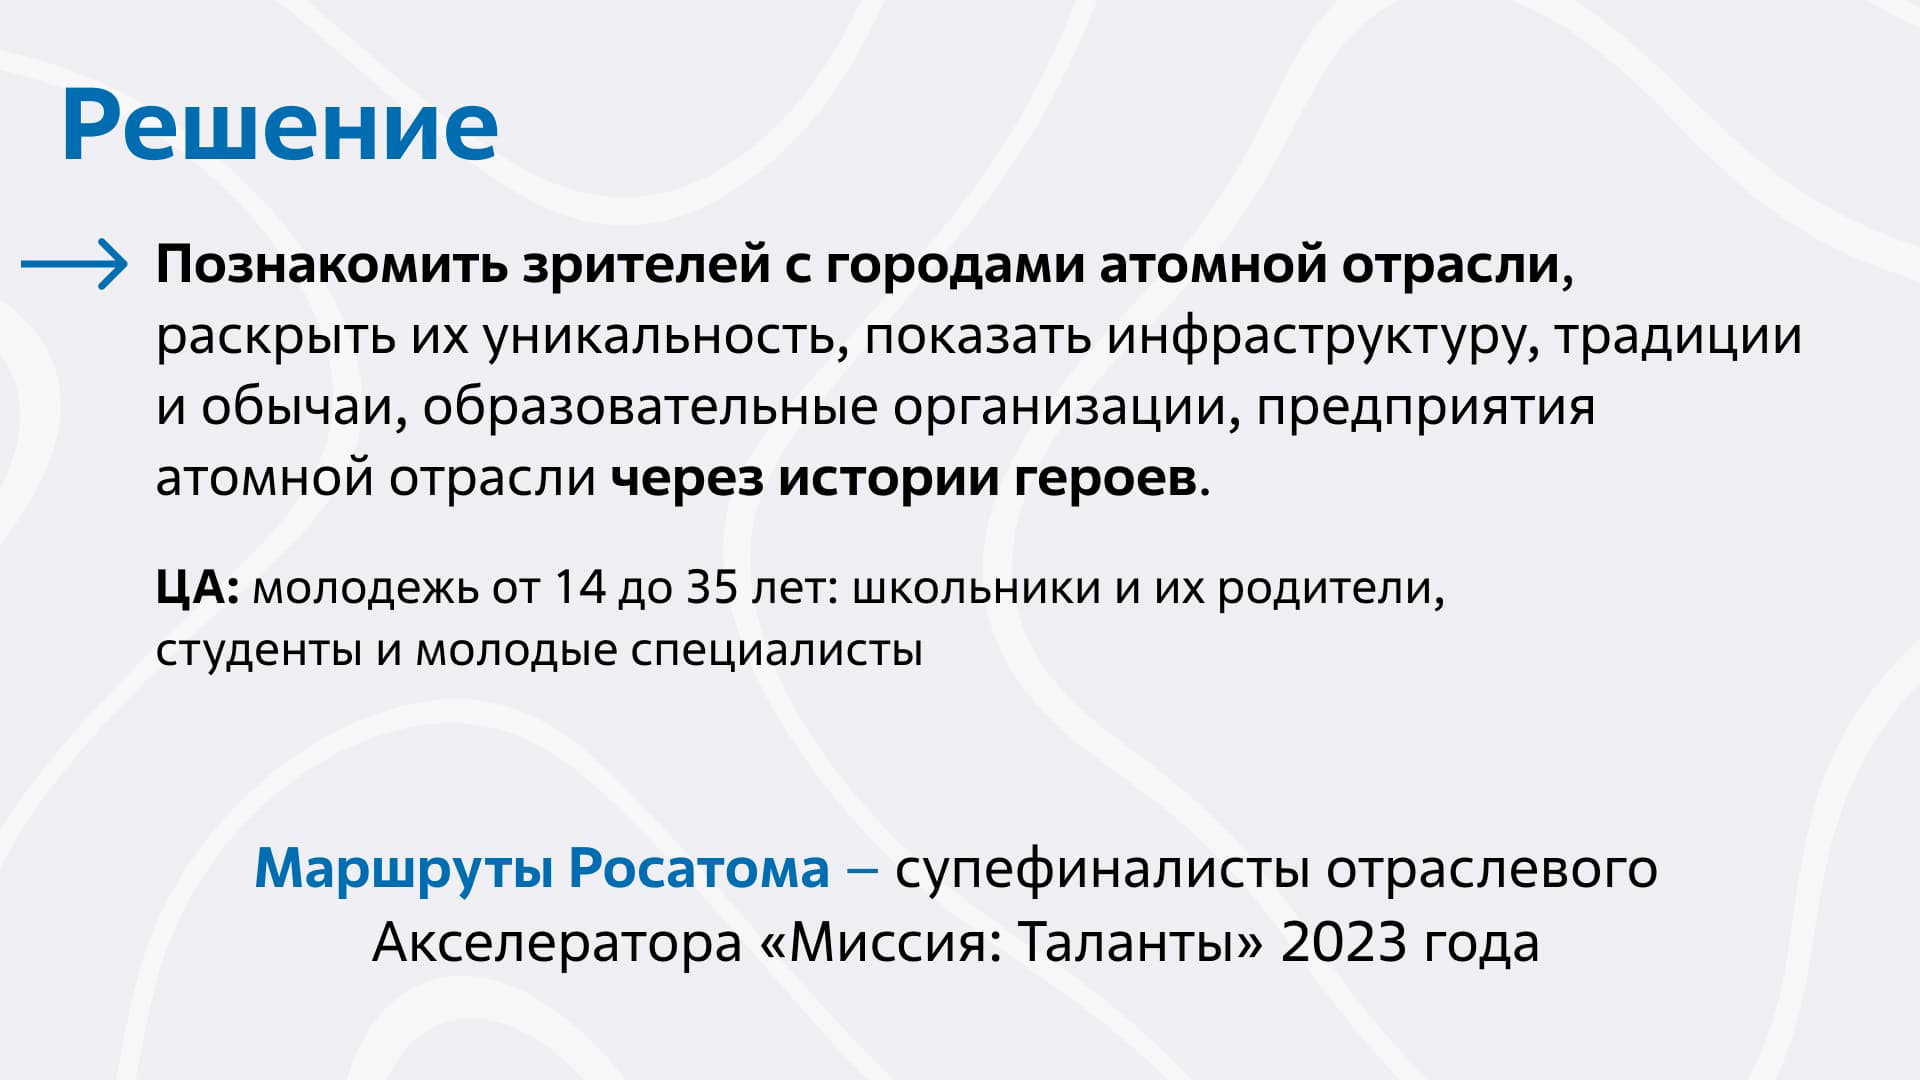 Решение
Познакомить зрителей с городами атомной отрасли,
раскрыть их уникальность, показать инфраструктуру, традиции
и обычаи, образовательные организации, предприятия
атомной отрасли через истории героев.
ЦА: молодежь от 14 до 35 лет: школьники и их родители,
студенты и молодые специалисты
Маршруты Росатома – супефиналисты отраслевого
Акселератора «Миссия: Таланты» 2023 года